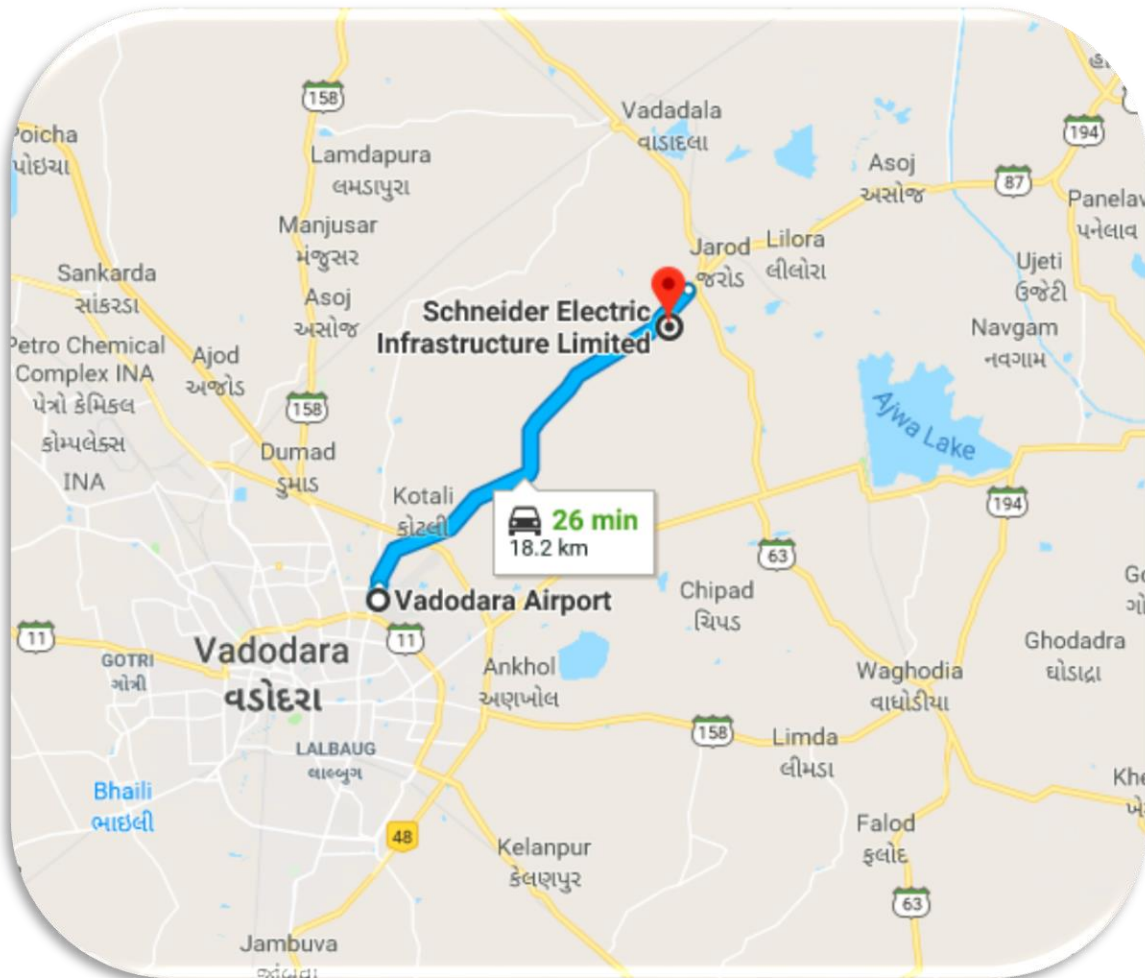 158
Vadadala
વાડાદલા
194
Poicha
પોઇચા
Lamdapura
લમડાપુરા
Asoj
અસોજ
87
Panelav
પનેલાવ
Manjusar
મંજુસર
Jarod
જરોડ
Lilora
લીલોરા
Ujeti
ઉજેટી
Sankarda
સાંકરડા
Asoj
અસોજ
Schneider Electric
Infrastructure Limited
Navgam
નવગામ
Petro Chemical
Complex INA
પેત્રો કેમિકલ
કોમ્પલેક્સ
INA
Ajod
અજોડ
158
Ajwa Lake
Dumad
ડુમાડ
Kotali
કોટલી
194
26 min
18.2 km
63
Vadodara Airport
Chipad
ચિપડ
11
11
Vadodara
વડોદરા
GOTRI
ગોત્રી
Ankhol
અણખોલ
Waghodia
વાઘોડીયા
Ghodadra
ઘોડાદ્રા
158
Limda
લીમડા
LALBAUG
લાલબુગ
Bhaili
ભાઇલી
48
Kelanpur
કેલણપુર
Falod
ફલોદ
63
Jambuva